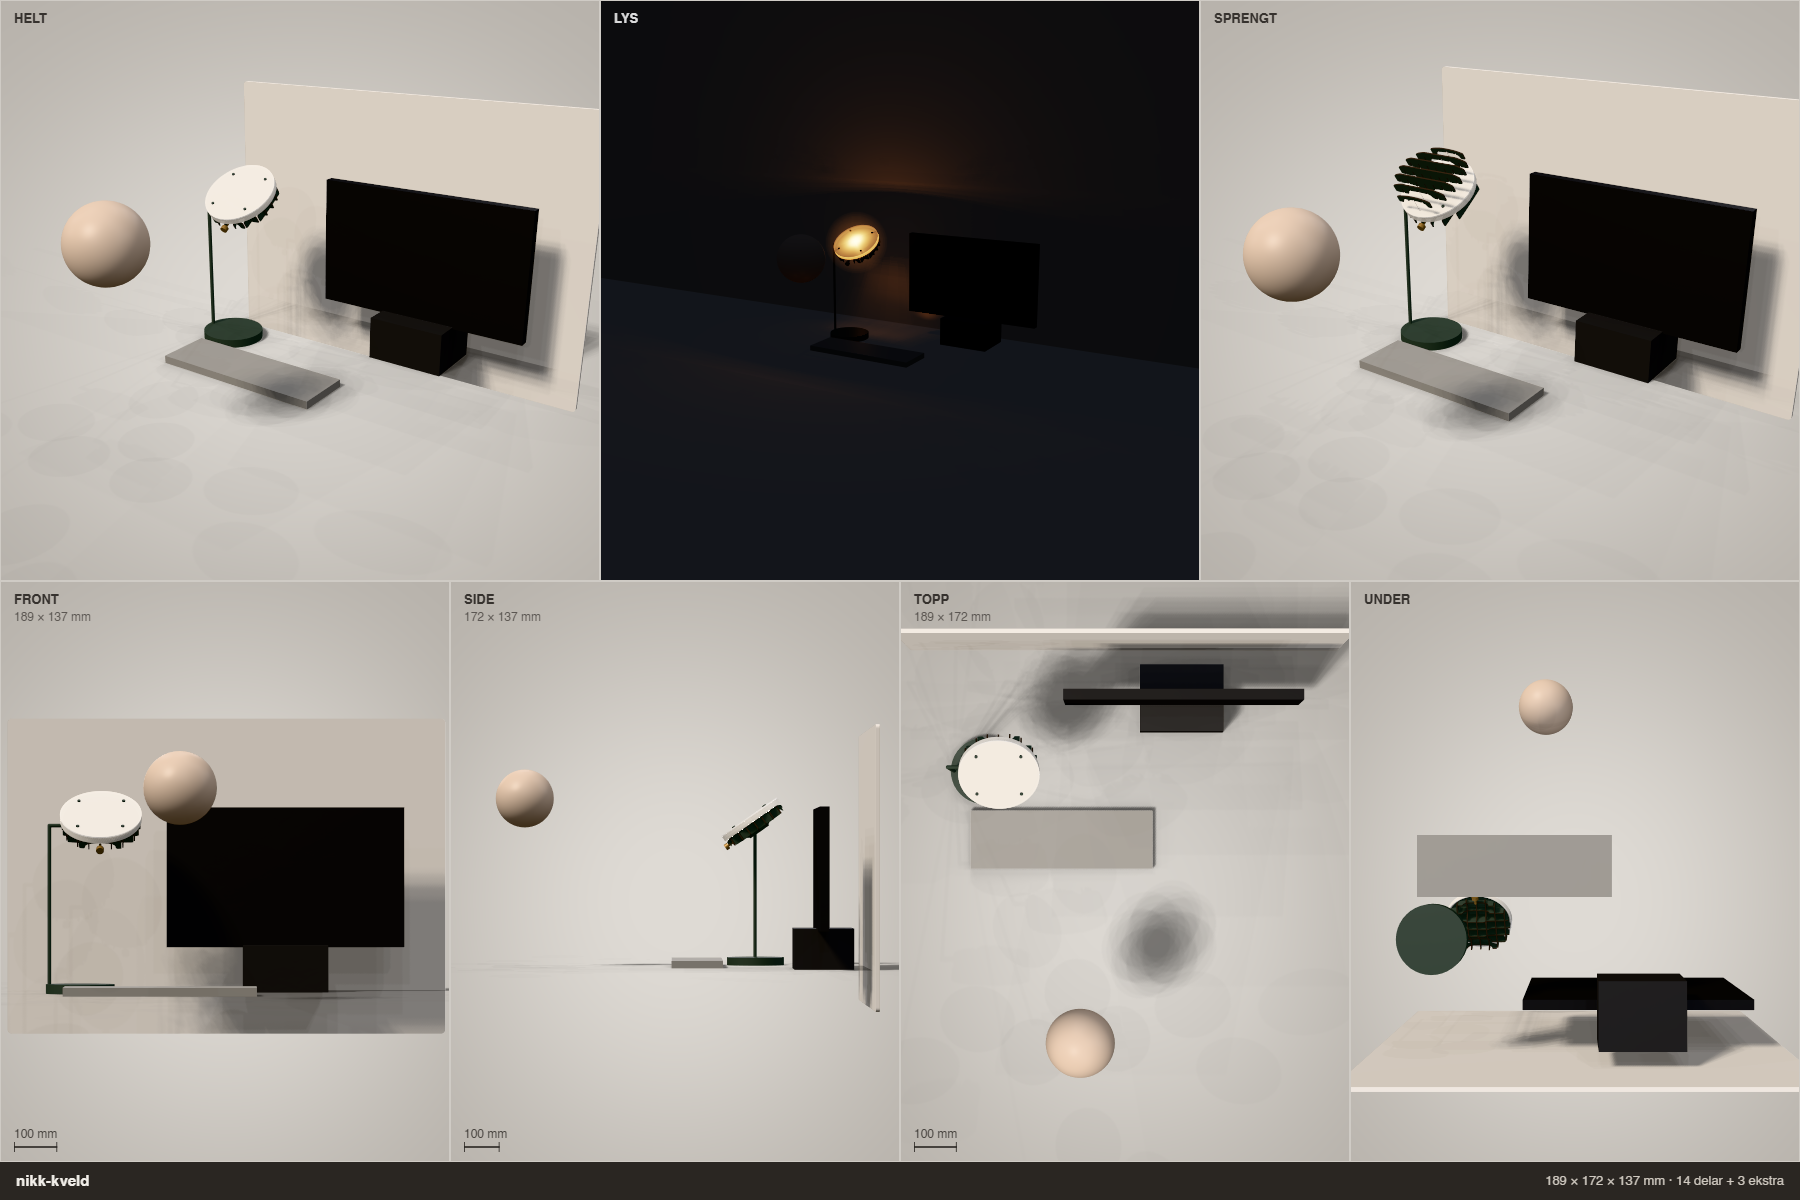 HELT
LYS
SPRENGT
FRONT
189 × 137 mm
SIDE
172 × 137 mm
TOPP
189 × 172 mm
UNDER
100 mm
100 mm
100 mm
nikk-kveld
189 × 172 × 137 mm · 14 delar + 3 ekstra